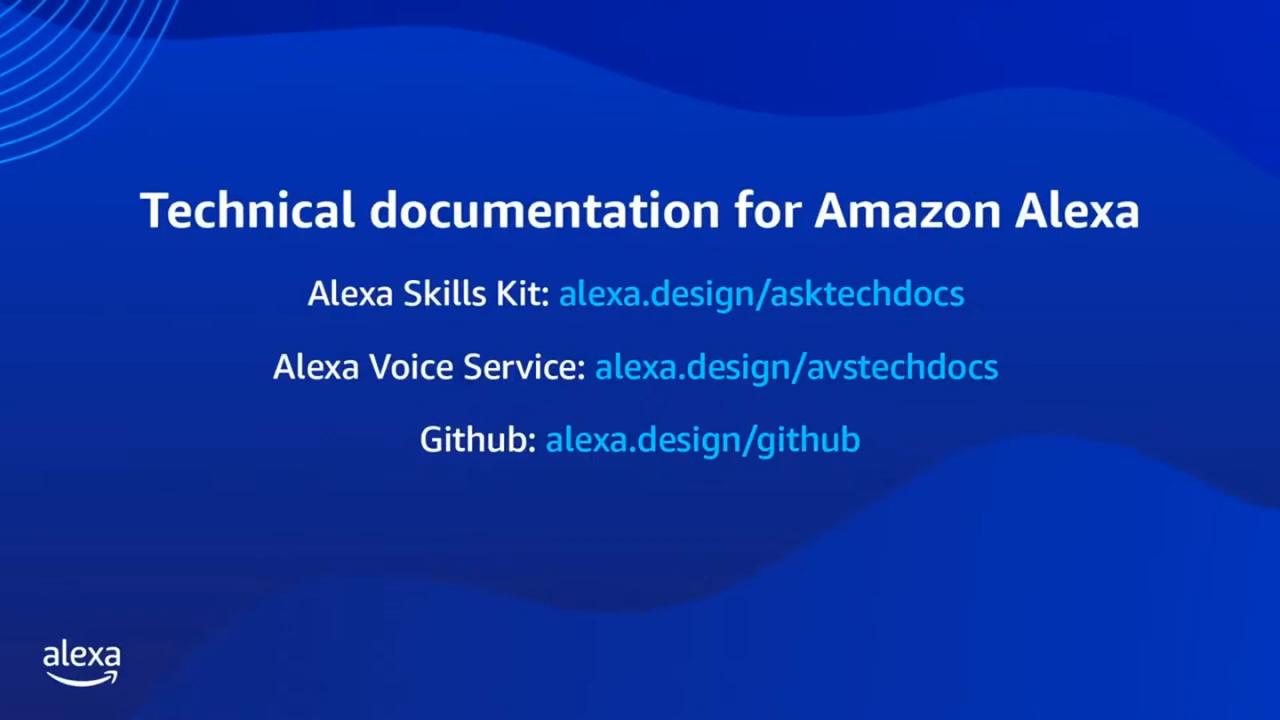 Technical documentation for Amazon Alexa
Alexa Skills Kit: alexa.design/asktechdocs
Alexa Voice Service: alexa.design/avstechdocs
Github: alexa.design/github
alexa